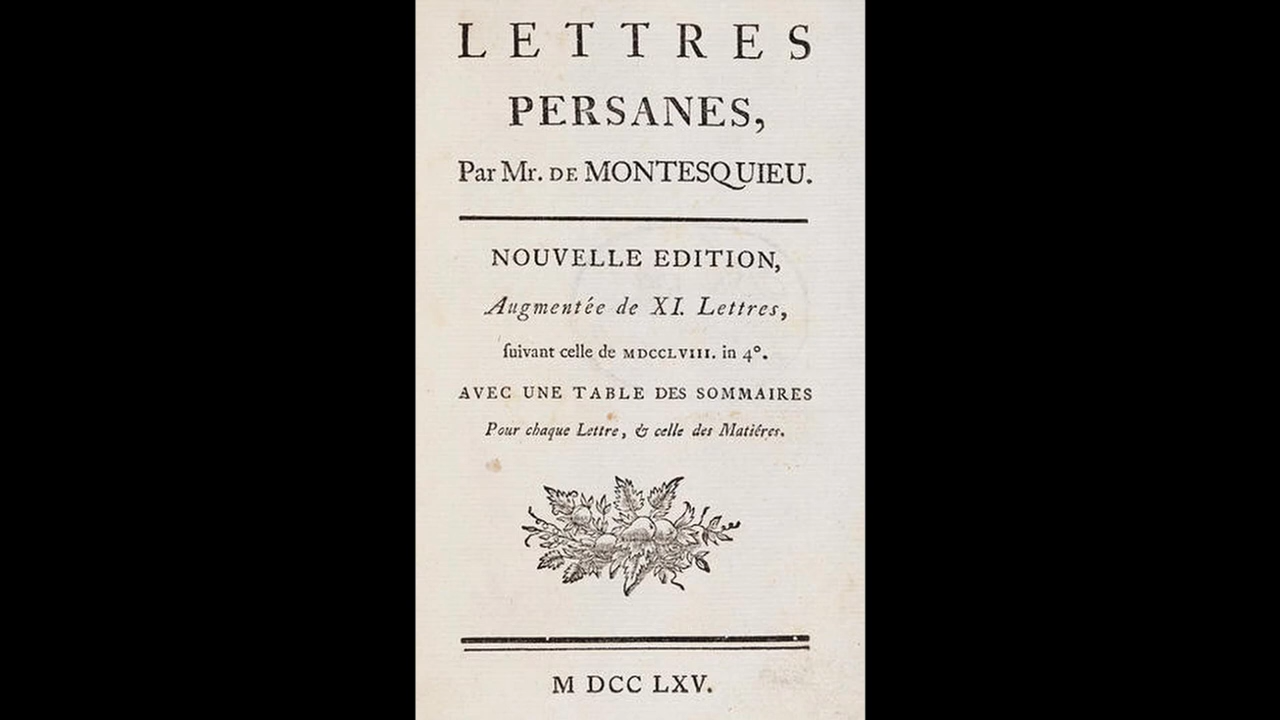 LETTRES
PERSANES,
Par Mr. DE MONTESQUIEU.
NOUVELLE EDITION,
Augmentée de XI. Lettres,
ſuivant celle de MDCCLVIII. in 4°.
AVEC UNE TABLE DES SOMMAIRES
Pour chaque Lettre, & celle des Matiéres.
M DCC LXV.